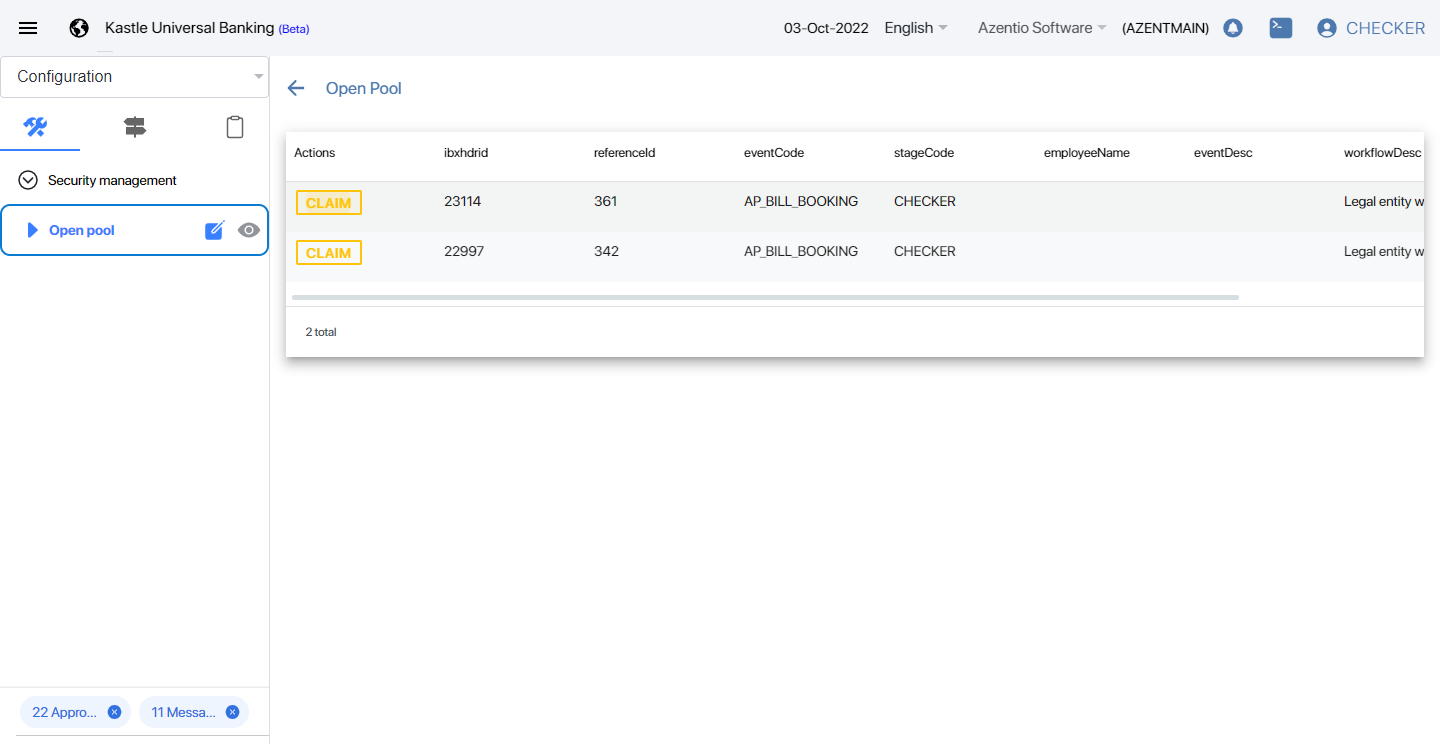 Kastle Universal Banking (Beta) 03-Oct-2022 English Azentio Software (AZENTMAIN) CHECKER
Configuration
Security management
Open pool
Open Pool
Actions ibxhdrid referenceId eventCode stageCode employeeName eventDesc workflowDesc
CLAIM 23114 361 AP_BILL_BOOKING CHECKER Legal entity w
CLAIM 22997 342 AP_BILL_BOOKING CHECKER Legal entity w
2 total
22 Appro... 11 Messa...